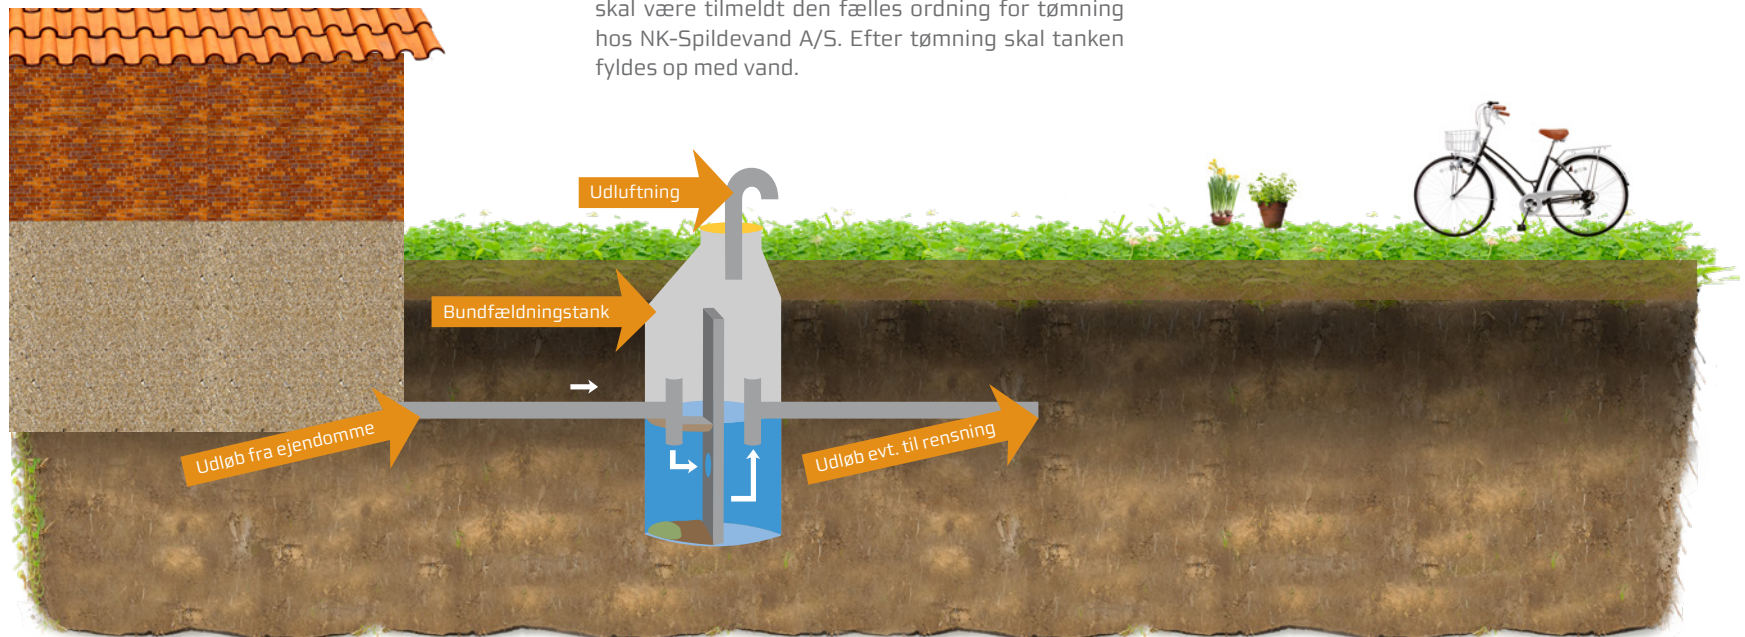 skal være tilmeldt den fælles ordning for tømning
hos NK-Spildevand A/S. Efter tømning skal tanken
fyldes op med vand.
Udluftning
Bundfældningstank
Udløb fra ejendomme
Udløb evt. til rensning